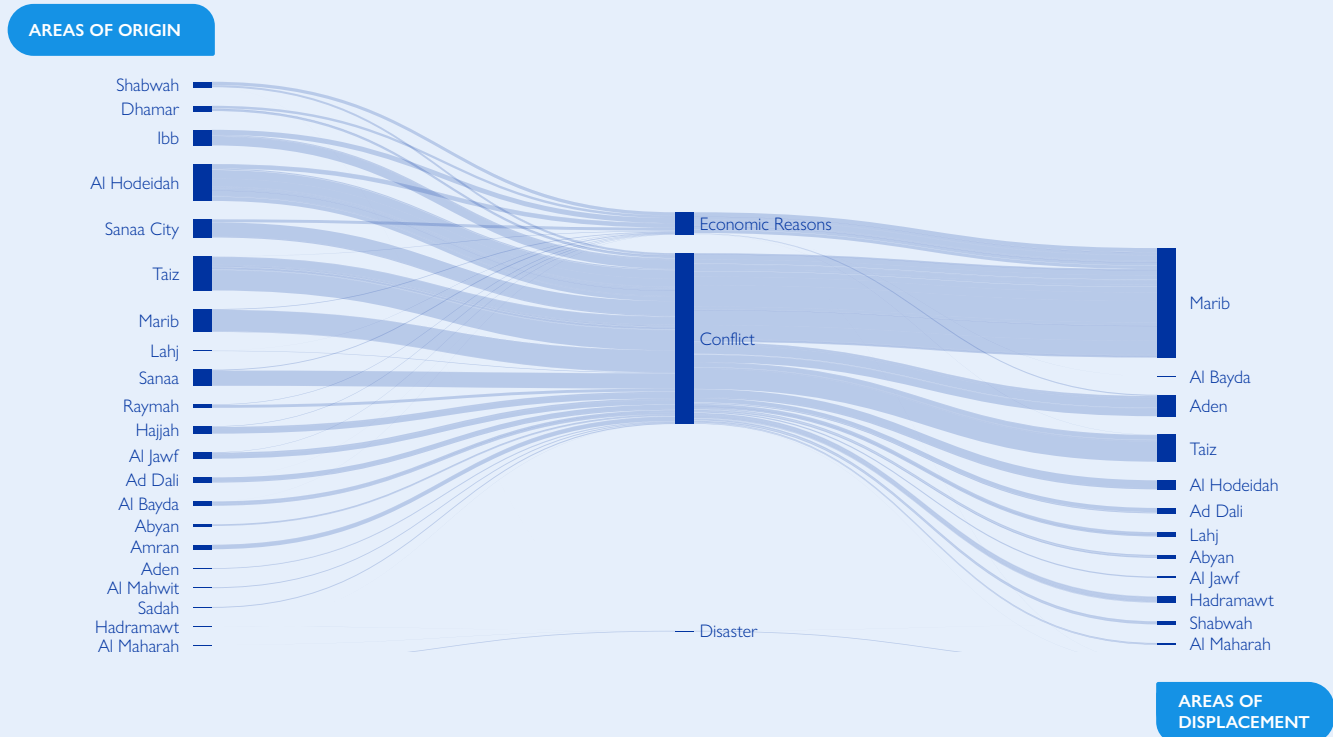 AREAS OF ORIGIN
Shabwah
Dhamar
Ibb
Al Hodeidah
Sanaa City
Taiz
Marib
Lahj
Sanaa
Raymah
Hajjah
Al Jawf
Ad Dali
Al Bayda
Abyan
Amran
Aden
Al Mahwit
Sadah
Hadramawt
Al Maharah
Economic Reasons
Conflict
Disaster
Marib
Al Bayda
Aden
Taiz
Al Hodeidah
Ad Dali
Lahj
Abyan
Al Jawf
Hadramawt
Shabwah
Al Maharah
AREAS OF
DISPLACEMENT